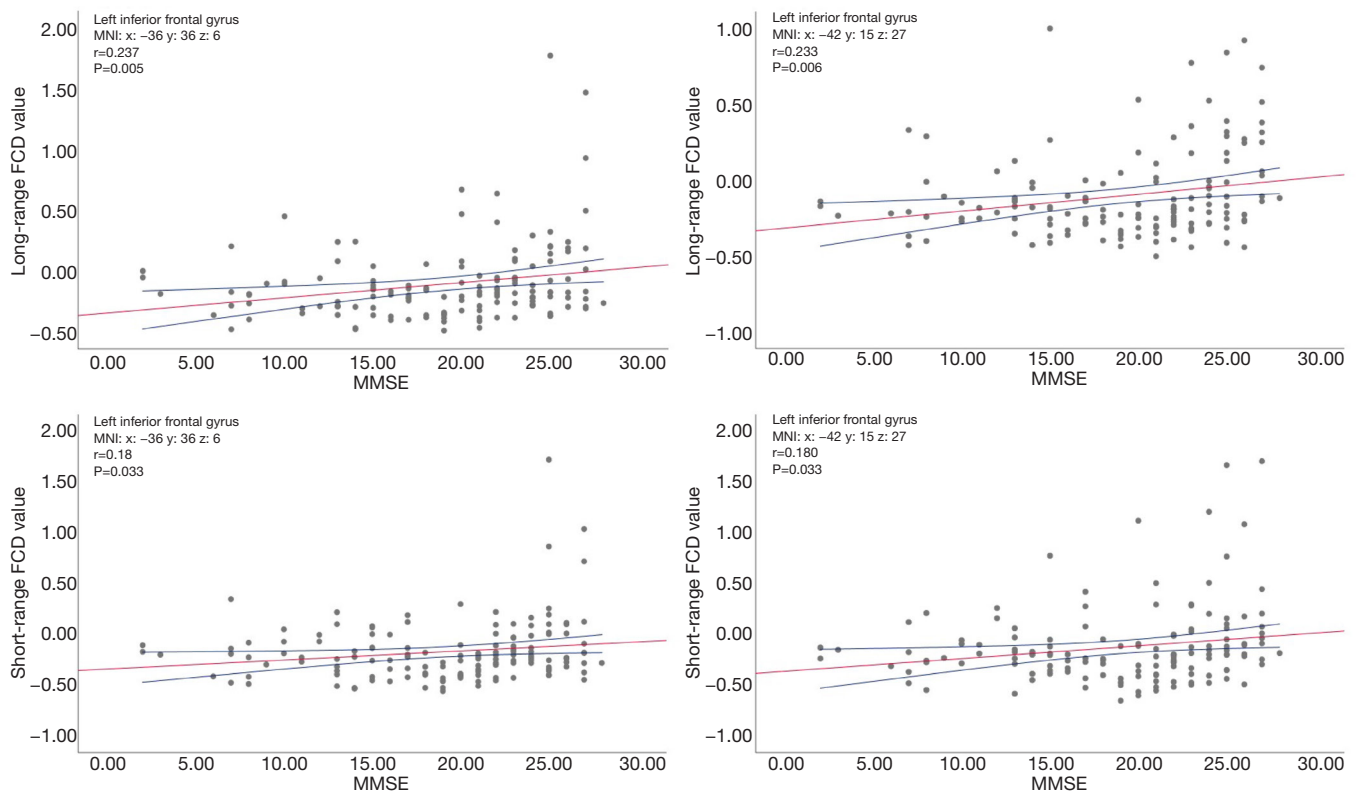 Left inferior frontal gyrus
MNI: x: −36 y: 36 z: 6
r=0.237
P=0.005
2.00
1.50
1.00
0.50
0.00
−0.50
Long-range FCD value
0.00 5.00 10.00 15.00 20.00 25.00 30.00
MMSE
Left inferior frontal gyrus
MNI: x: −42 y: 15 z: 27
r=0.233
P=0.006
1.00
0.50
0.00
−0.50
−1.00
Long-range FCD value
0.00 5.00 10.00 15.00 20.00 25.00 30.00
MMSE
Left inferior frontal gyrus
MNI: x: −36 y: 36 z: 6
r=0.18
P=0.033
2.00
1.50
1.00
0.50
0.00
−0.50
−1.00
Short-range FCD value
0.00 5.00 10.00 15.00 20.00 25.00 30.00
MMSE
Left inferior frontal gyrus
MNI: x: −42 y: 15 z: 27
r=0.180
P=0.033
2.00
1.50
1.00
0.50
0.00
−0.50
−1.00
Short-range FCD value
0.00 5.00 10.00 15.00 20.00 25.00 30.00
MMSE